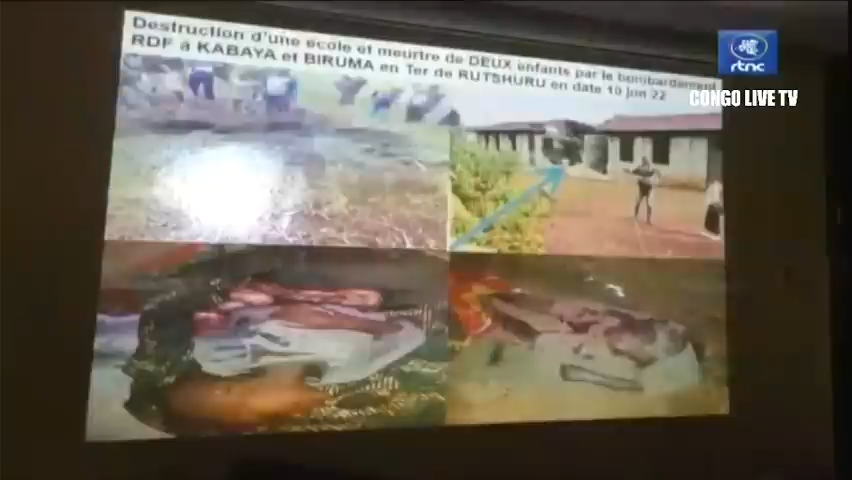 Destruction d'une école et meurtre de DEUX enfants par le bombardement
RDF à KABAYA et BIRUMA en Ter de RUTSHURU en date 10 jun 22
rtnc
CONGO LIVE TV